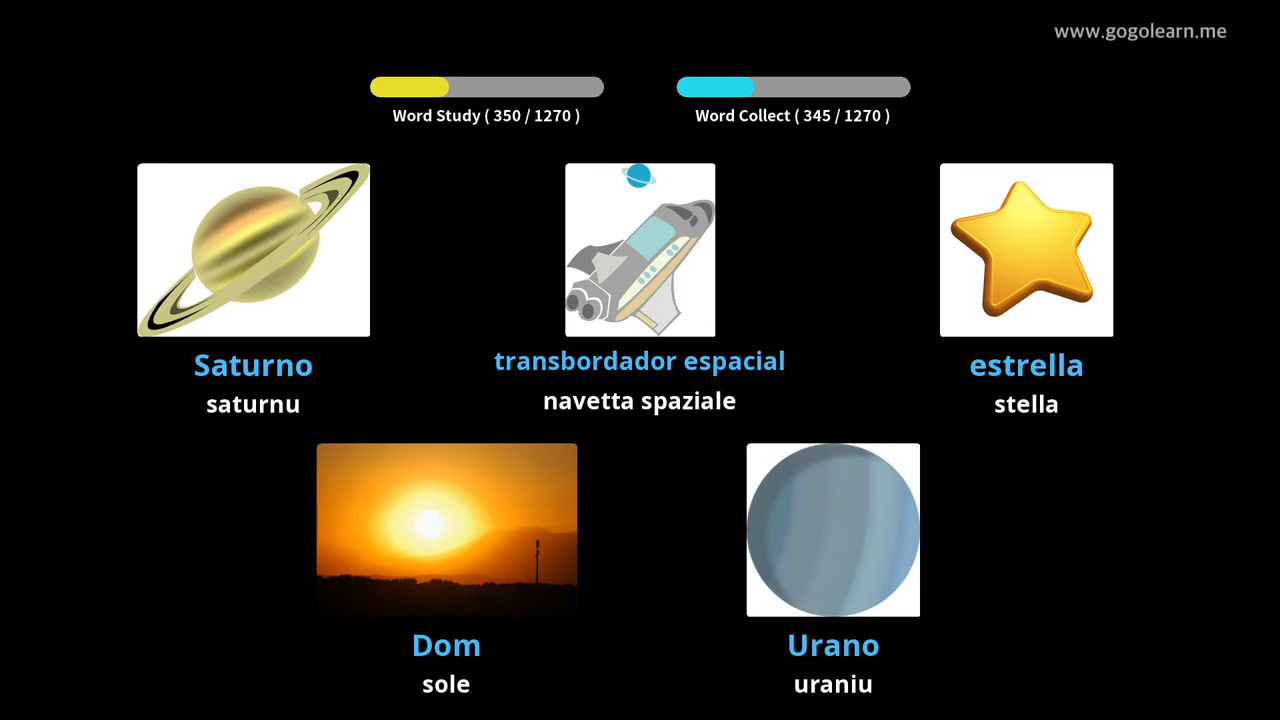 www.gogolearn.me
Word Study ( 350 / 1270 )
Word Collect ( 345 / 1270 )
Saturno
saturnu
transbordador espacial
navetta spaziale
estrella
stella
Dom
sole
Urano
uraniu